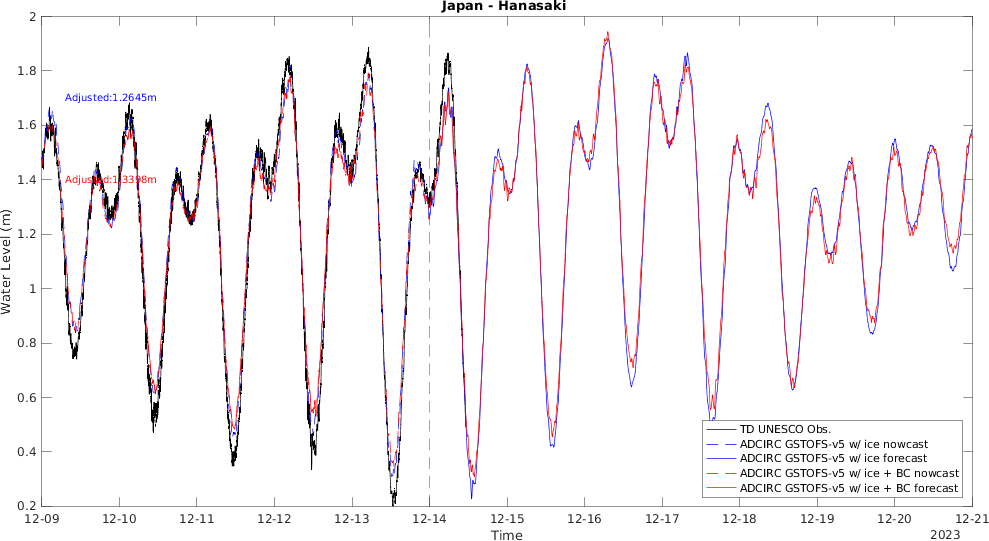 Japan - Hanasaki
2
1.8
1.6
1.4
1.2
1
0.8
0.6
0.4
0.2
Water Level (m)
Adjusted:1.2645m
Adjusted:1.3398m
TD UNESCO Obs.
ADCIRC GSTOFS-v5 w/ ice nowcast
ADCIRC GSTOFS-v5 w/ ice forecast
ADCIRC GSTOFS-v5 w/ ice + BC nowcast
ADCIRC GSTOFS-v5 w/ ice + BC forecast
12-09 12-10 12-11 12-12 12-13 12-14 12-15 12-16 12-17 12-18 12-19 12-20 12-21
Time
2023